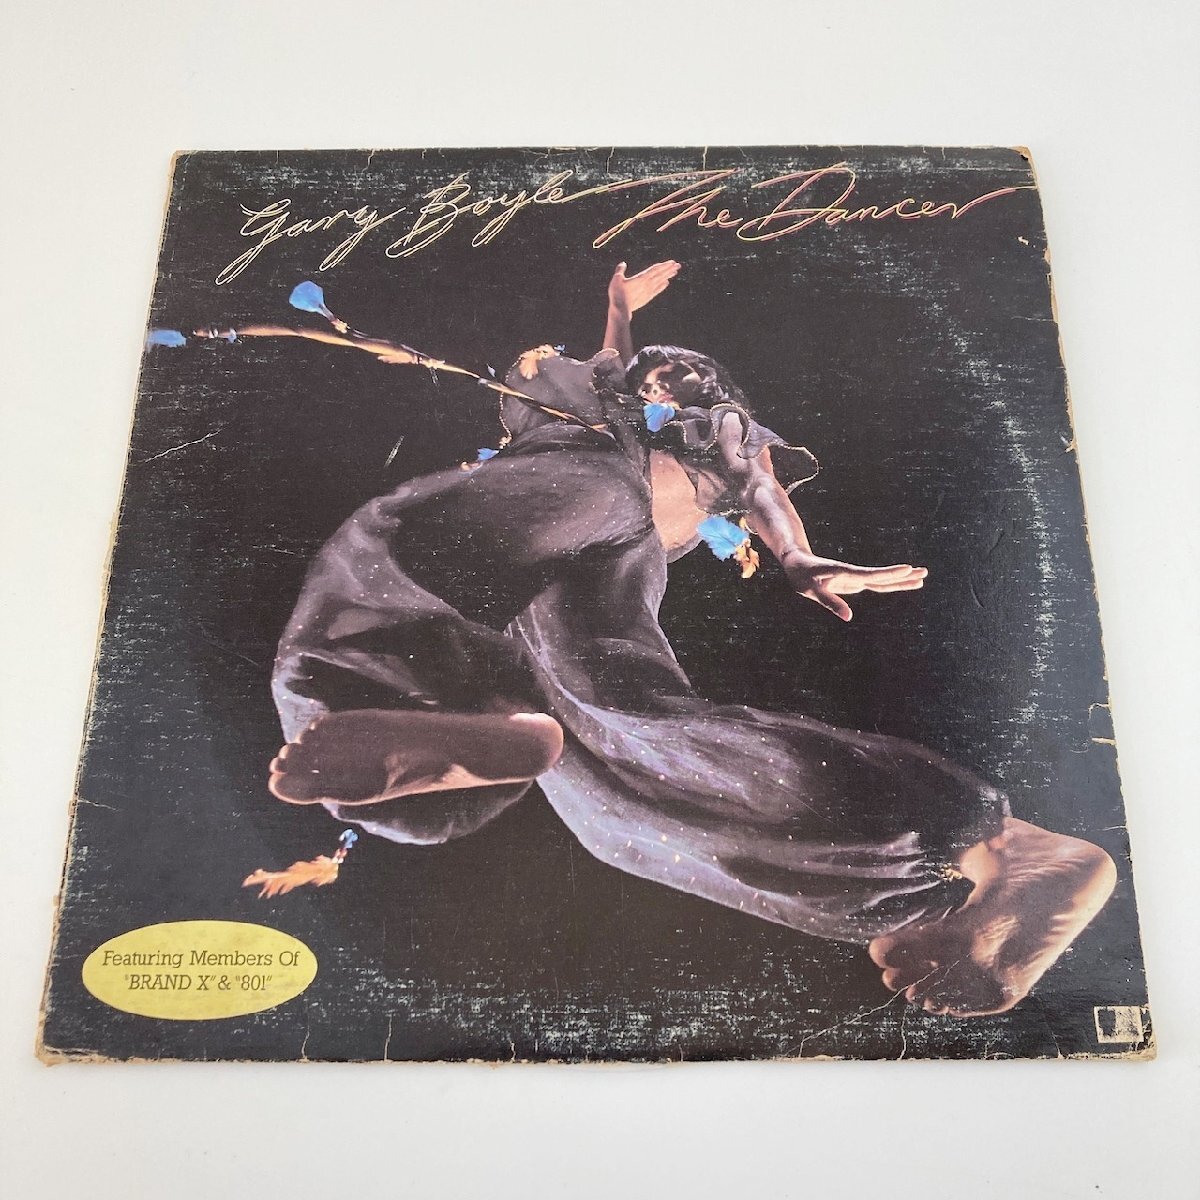 Gary Boyle The Dancer
Featuring Members Of
"BRAND X" & "801"